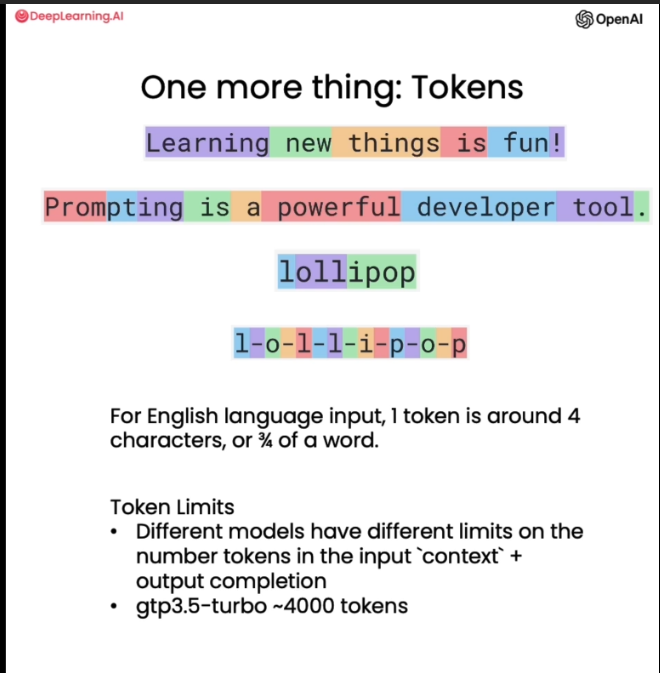 DeepLearning.AI
OpenAI
One more thing: Tokens
Learning new things is fun!
Prompting is a powerful developer tool.
lollipop
l-o-l-l-i-p-o-p
For English language input, 1 token is around 4
characters, or ¾ of a word.
Token Limits
• Different models have different limits on the
number tokens in the input `context` +
output completion
• gtp3.5-turbo ~4000 tokens